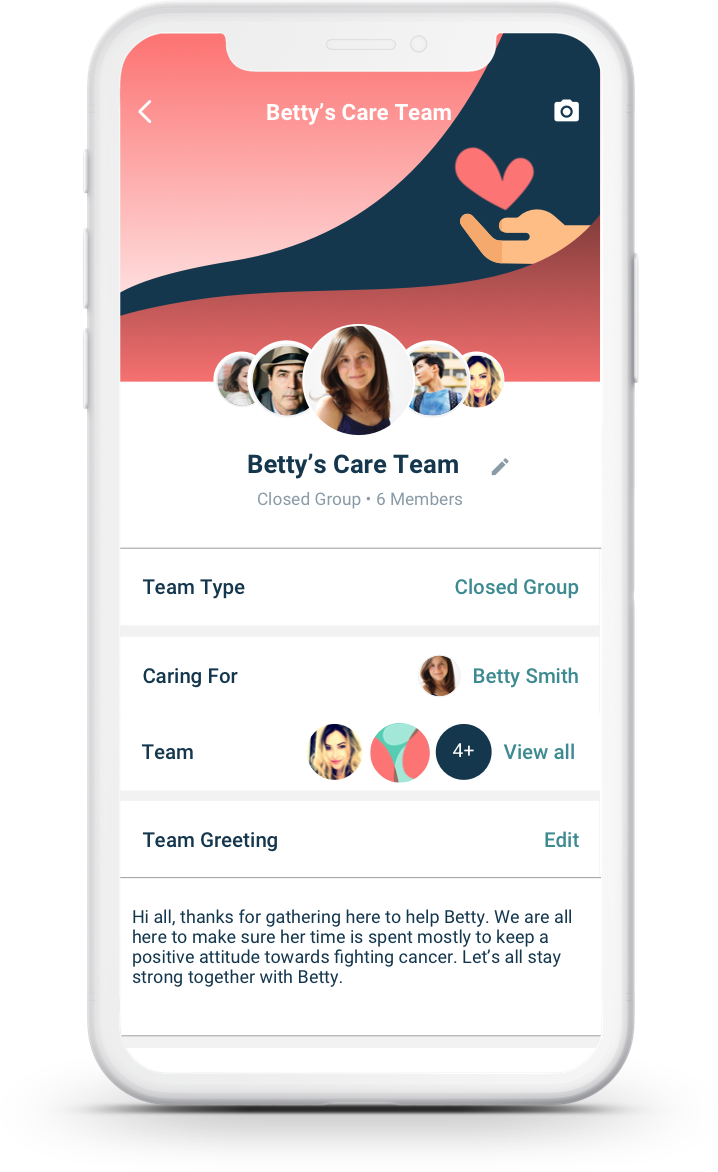 Betty’s Care Team
Betty’s Care Team
Closed Group • 6 Members
Team Type Closed Group
Caring For Betty Smith
Team 4+ View all
Team Greeting Edit
Hi all, thanks for gathering here to help Betty. We are all
here to make sure her time is spent mostly to keep a
positive attitude towards fighting cancer. Let’s all stay
strong together with Betty.